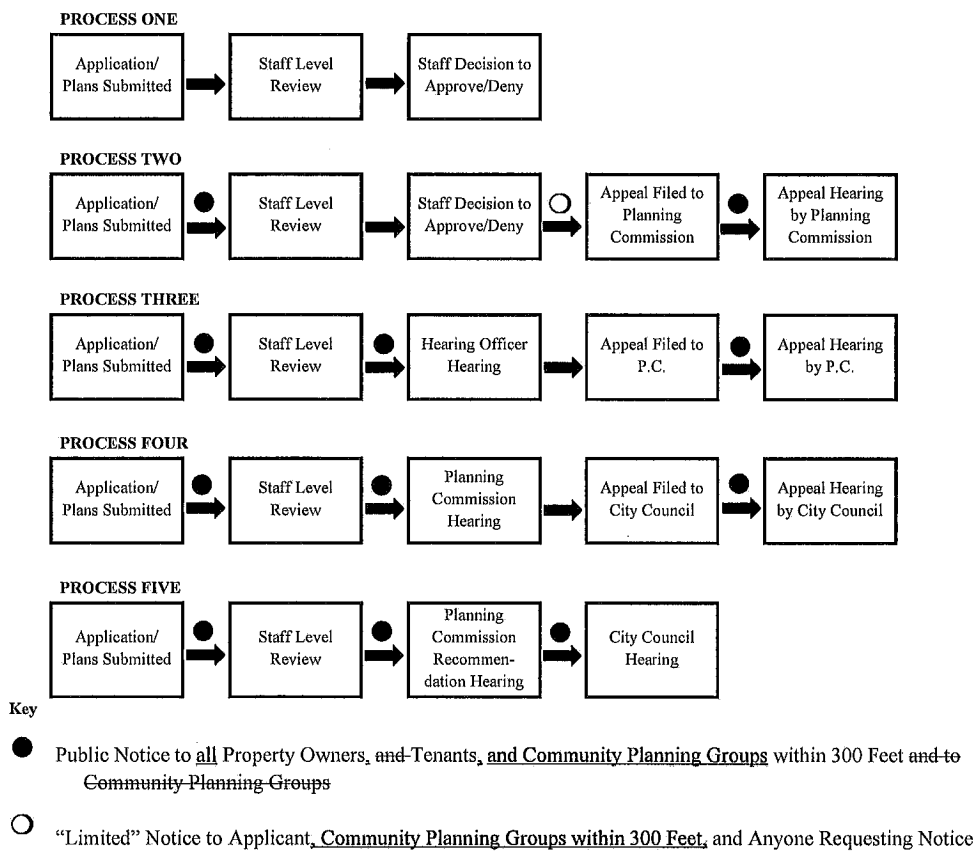 PROCESS ONE
Application/
Plans Submitted
Staff Level
Review
Staff Decision to
Approve/Deny
PROCESS TWO
Application/
Plans Submitted
Staff Level
Review
Staff Decision to
Approve/Deny
Appeal Filed to
Planning
Commission
Appeal Hearing
by Planning
Commission
PROCESS THREE
Application/
Plans Submitted
Staff Level
Review
Hearing Officer
Hearing
Appeal Filed to
P.C.
Appeal Hearing
by P.C.
PROCESS FOUR
Application/
Plans Submitted
Staff Level
Review
Planning
Commission
Hearing
Appeal Filed to
City Council
Appeal Hearing
by City Council
PROCESS FIVE
Application/
Plans Submitted
Staff Level
Review
Planning
Commission
Recommen-
dation Hearing
City Council
Hearing
Key
Public Notice to all Property Owners, and Tenants, and Community Planning Groups within 300 Feet and to
Community Planning Groups
“Limited” Notice to Applicant, Community Planning Groups within 300 Feet, and Anyone Requesting Notice